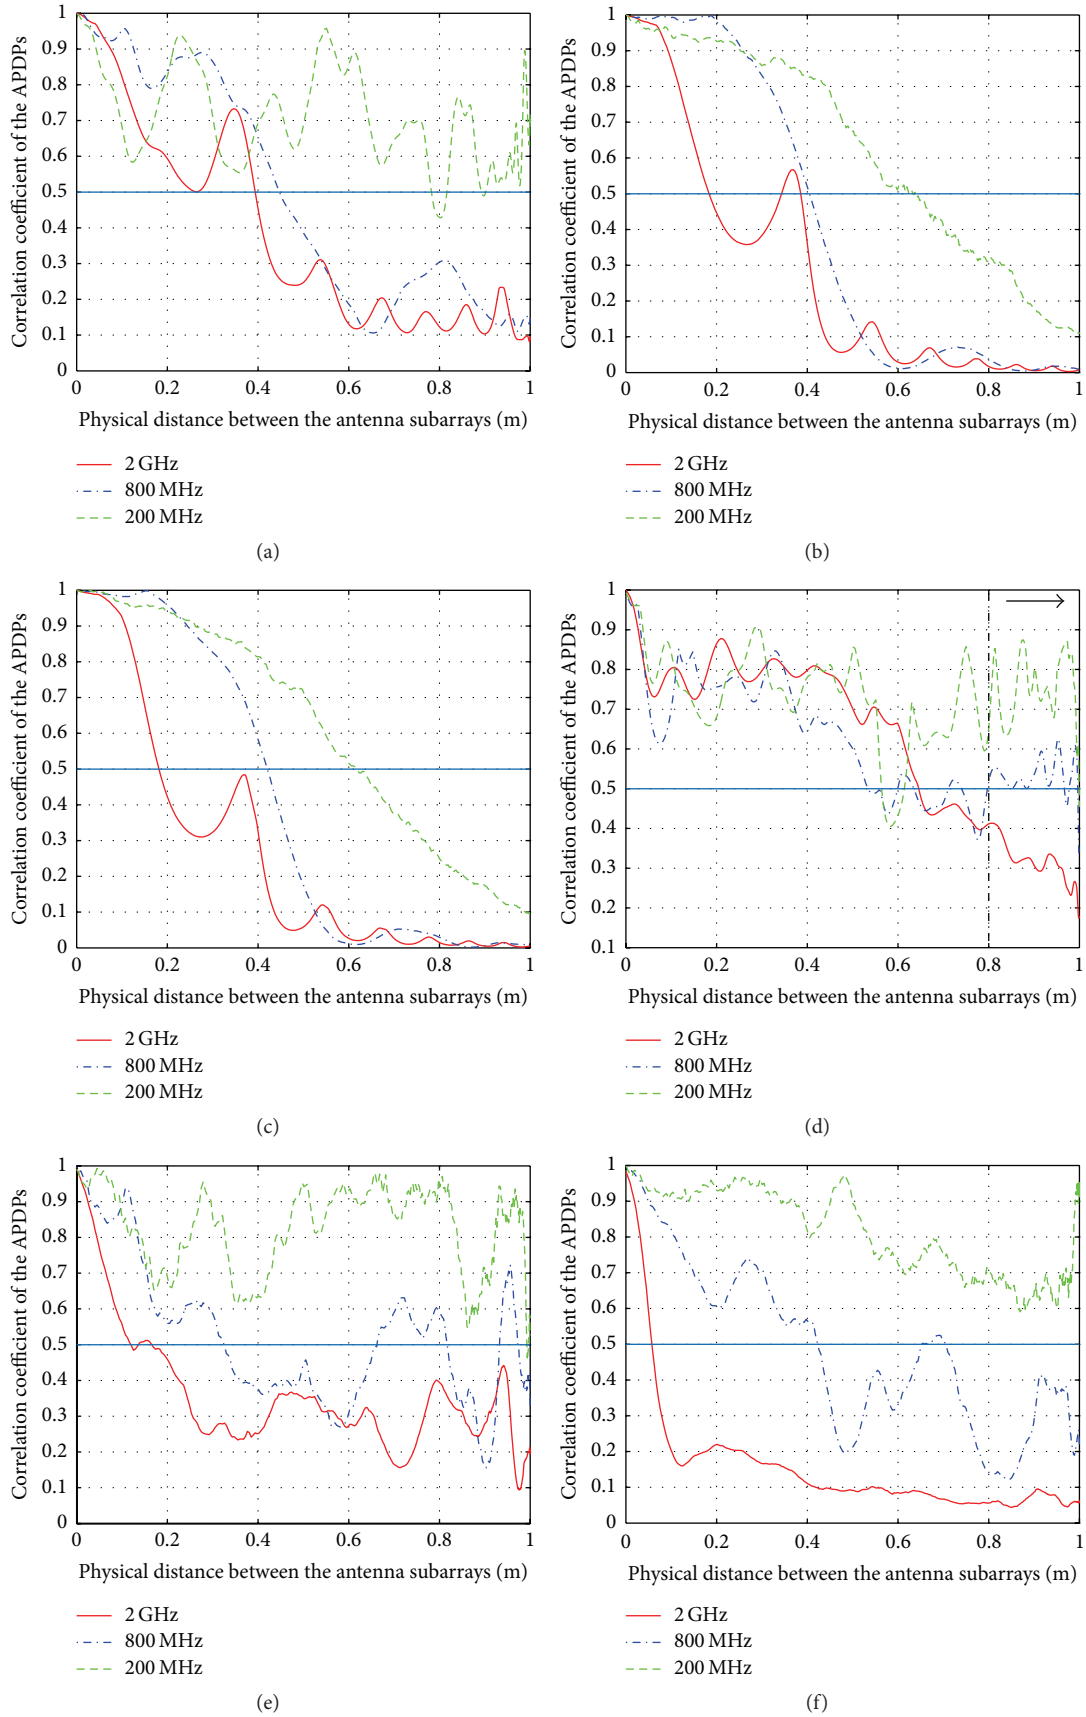 1
0.9
0.8
0.7
0.6
0.5
0.4
0.3
0.2
0.1
0
Correlation coefficient of the APDPs
0 0.2 0.4 0.6 0.8 1
Physical distance between the antenna subarrays (m)
2 GHz
800 MHz
200 MHz
(a)
1
0.9
0.8
0.7
0.6
0.5
0.4
0.3
0.2
0.1
0
Correlation coefficient of the APDPs
0 0.2 0.4 0.6 0.8 1
Physical distance between the antenna subarrays (m)
2 GHz
800 MHz
200 MHz
(b)
1
0.9
0.8
0.7
0.6
0.5
0.4
0.3
0.2
0.1
0
Correlation coefficient of the APDPs
0 0.2 0.4 0.6 0.8 1
Physical distance between the antenna subarrays (m)
2 GHz
800 MHz
200 MHz
(c)
1
0.9
0.8
0.7
0.6
0.5
0.4
0.3
0.2
0.1
Correlation coefficient of the APDPs
0 0.2 0.4 0.6 0.8 1
Physical distance between the antenna subarrays (m)
2 GHz
800 MHz
200 MHz
(d)
1
0.9
0.8
0.7
0.6
0.5
0.4
0.3
0.2
0.1
0
Correlation coefficient of the APDPs
0 0.2 0.4 0.6 0.8 1
Physical distance between the antenna subarrays (m)
2 GHz
800 MHz
200 MHz
(e)
1
0.9
0.8
0.7
0.6
0.5
0.4
0.3
0.2
0.1
0
Correlation coefficient of the APDPs
0 0.2 0.4 0.6 0.8 1
Physical distance between the antenna subarrays (m)
2 GHz
800 MHz
200 MHz
(f)